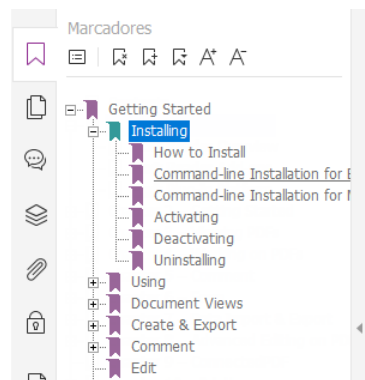 Marcadores
A+ A-
Getting Started
Installing
How to Install
Command-line Installation for
Command-line Installation for
Activating
Deactivating
Uninstalling
Using
Document Views
Create & Export
Comment
Edit